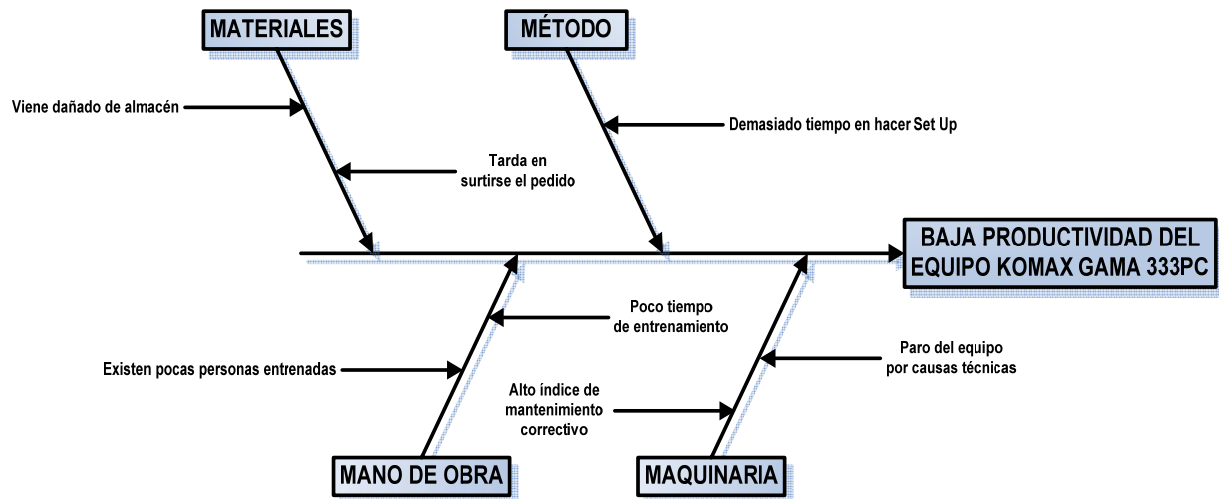 MATERIALES
MÉTODO
Viene dañado de almacén
Demasiado tiempo en hacer Set Up
Tarda en
surtirse el pedido
BAJA PRODUCTIVIDAD DEL
EQUIPO KOMAX GAMA 333PC
Poco tiempo
de entrenamiento
Existen pocas personas entrenadas
Paro del equipo
por causas técnicas
Alto índice de
mantenimiento
correctivo
MANO DE OBRA
MAQUINARIA